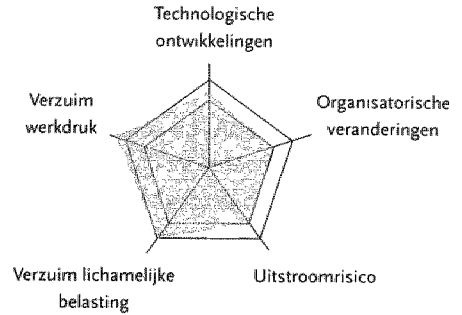 Technologische
ontwikkelingen
Organisatorische
veranderingen
Uitstroomrisico
Verzuim lichamelijke
belasting
Verzuim
werkdruk